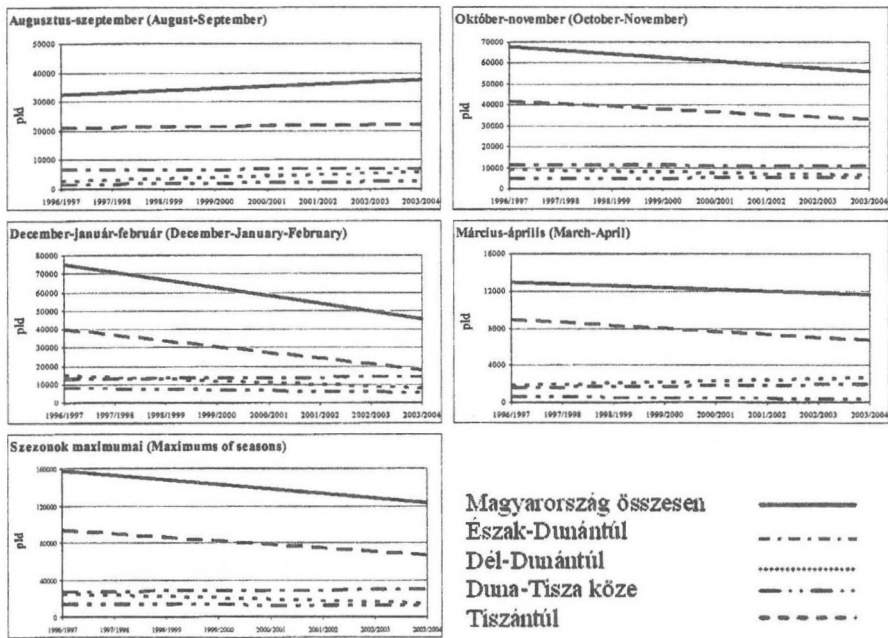 Augusztus-szeptember (August-September)
50000
40000
30000
20000
10000
0
pld
1996/1997 1997/1998 1998/1999 1999/2000 2000/2001 2001/2002 2002/2003 2003/2004
Október-november (October-November)
70000
60000
50000
40000
30000
20000
10000
0
pld
1996/1997 1997/1998 1998/1999 1999/2000 2000/2001 2001/2002 2002/2003 2003/2004
December-január-február (December-January-February)
80000
70000
60000
50000
40000
30000
20000
10000
0
pld
1996/1997 1997/1998 1998/1999 1999/2000 2000/2001 2001/2002 2002/2003 2003/2004
Március-április (March-April)
16000
12000
8000
4000
0
pld
1996/1997 1997/1998 1998/1999 1999/2000 2000/2001 2001/2002 2002/2003 2003/2004
Szezonok maximumai (Maximums of seasons)
160000
120000
80000
40000
0
pld
1996/1997 1997/1998 1998/1999 1999/2000 2000/2001 2001/2002 2002/2003 2003/2004
Magyarország összesen
Észak-Dunántúl
Dél-Dunántúl
Duna-Tisza köze
Tiszántúl